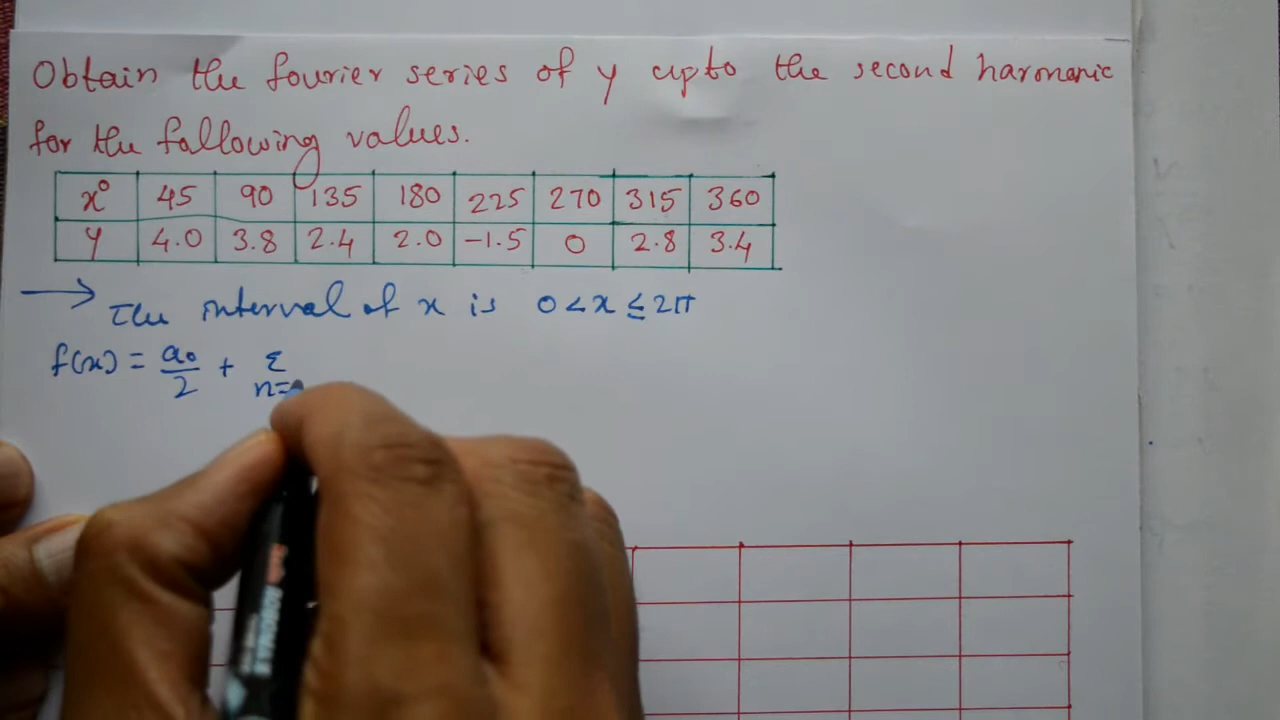 Obtain the fourier series of y upto the second harmonic
for the following values.
x° 45 90 135 180 225 270 315 360
y 4.0 3.8 2.4 2.0 -1.5 0 2.8 3.4
→ The interval of x is 0 < x ≤ 2π
f(x) = a₀/2 + Σ
n=